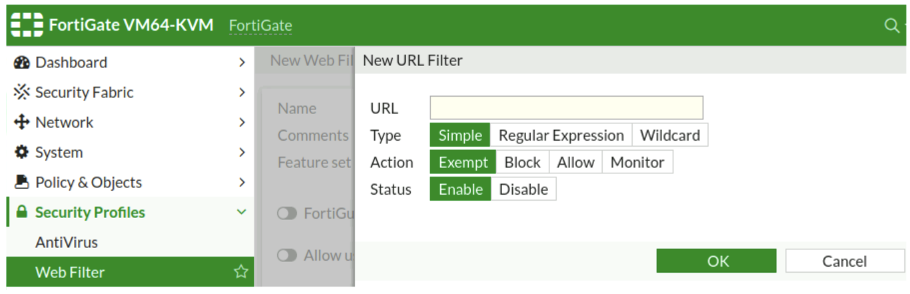 FortiGate VM64-KVM FortiGate
Dashboard
Security Fabric
Network
System
Policy & Objects
Security Profiles
AntiVirus
Web Filter
New Web Fil
Name
Comments
Feature set
FortiGu
Allow u
New URL Filter
URL
Type Simple Regular Expression Wildcard
Action Exempt Block Allow Monitor
Status Enable Disable
OK Cancel